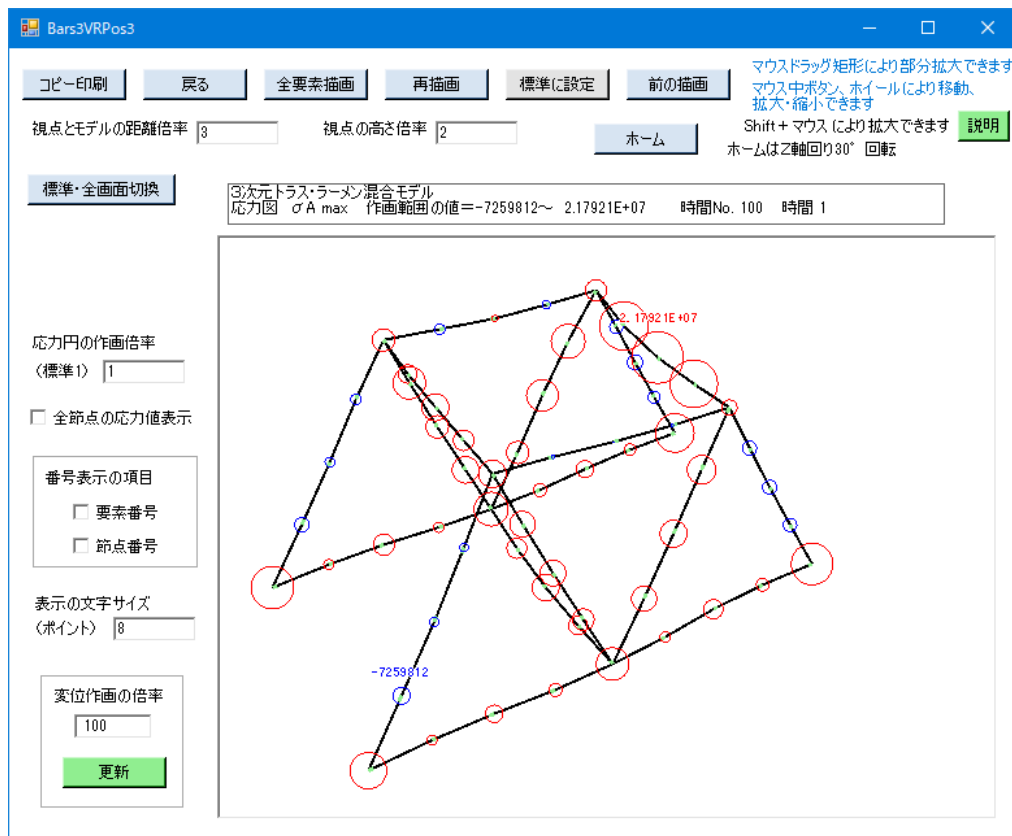 Bars3VRPos3
コピー印刷 戻る 全要素描画 再描画 標準に設定 前の描画
マウスドラッグ矩形により部分拡大できます
マウス中ボタン、ホイールにより移動、
拡大・縮小できます
視点とモデルの距離倍率 3 視点の高さ倍率 2 ホーム
Shift+マウスにより拡大できます 説明
ホームはZ軸回り30° 回転
標準・全画面切換
3次元トラス・ラーメン混合モデル
応力図 σA max 作画範囲の値=-7259812~ 2.17921E+07 時間No. 100 時間 1
2.17921E+07
応力円の作画倍率
(標準1) 1
全節点の応力値表示
番号表示の項目
要素番号
節点番号
表示の文字サイズ
(ポイント) 8
-7259812
変位作画の倍率
100
更新